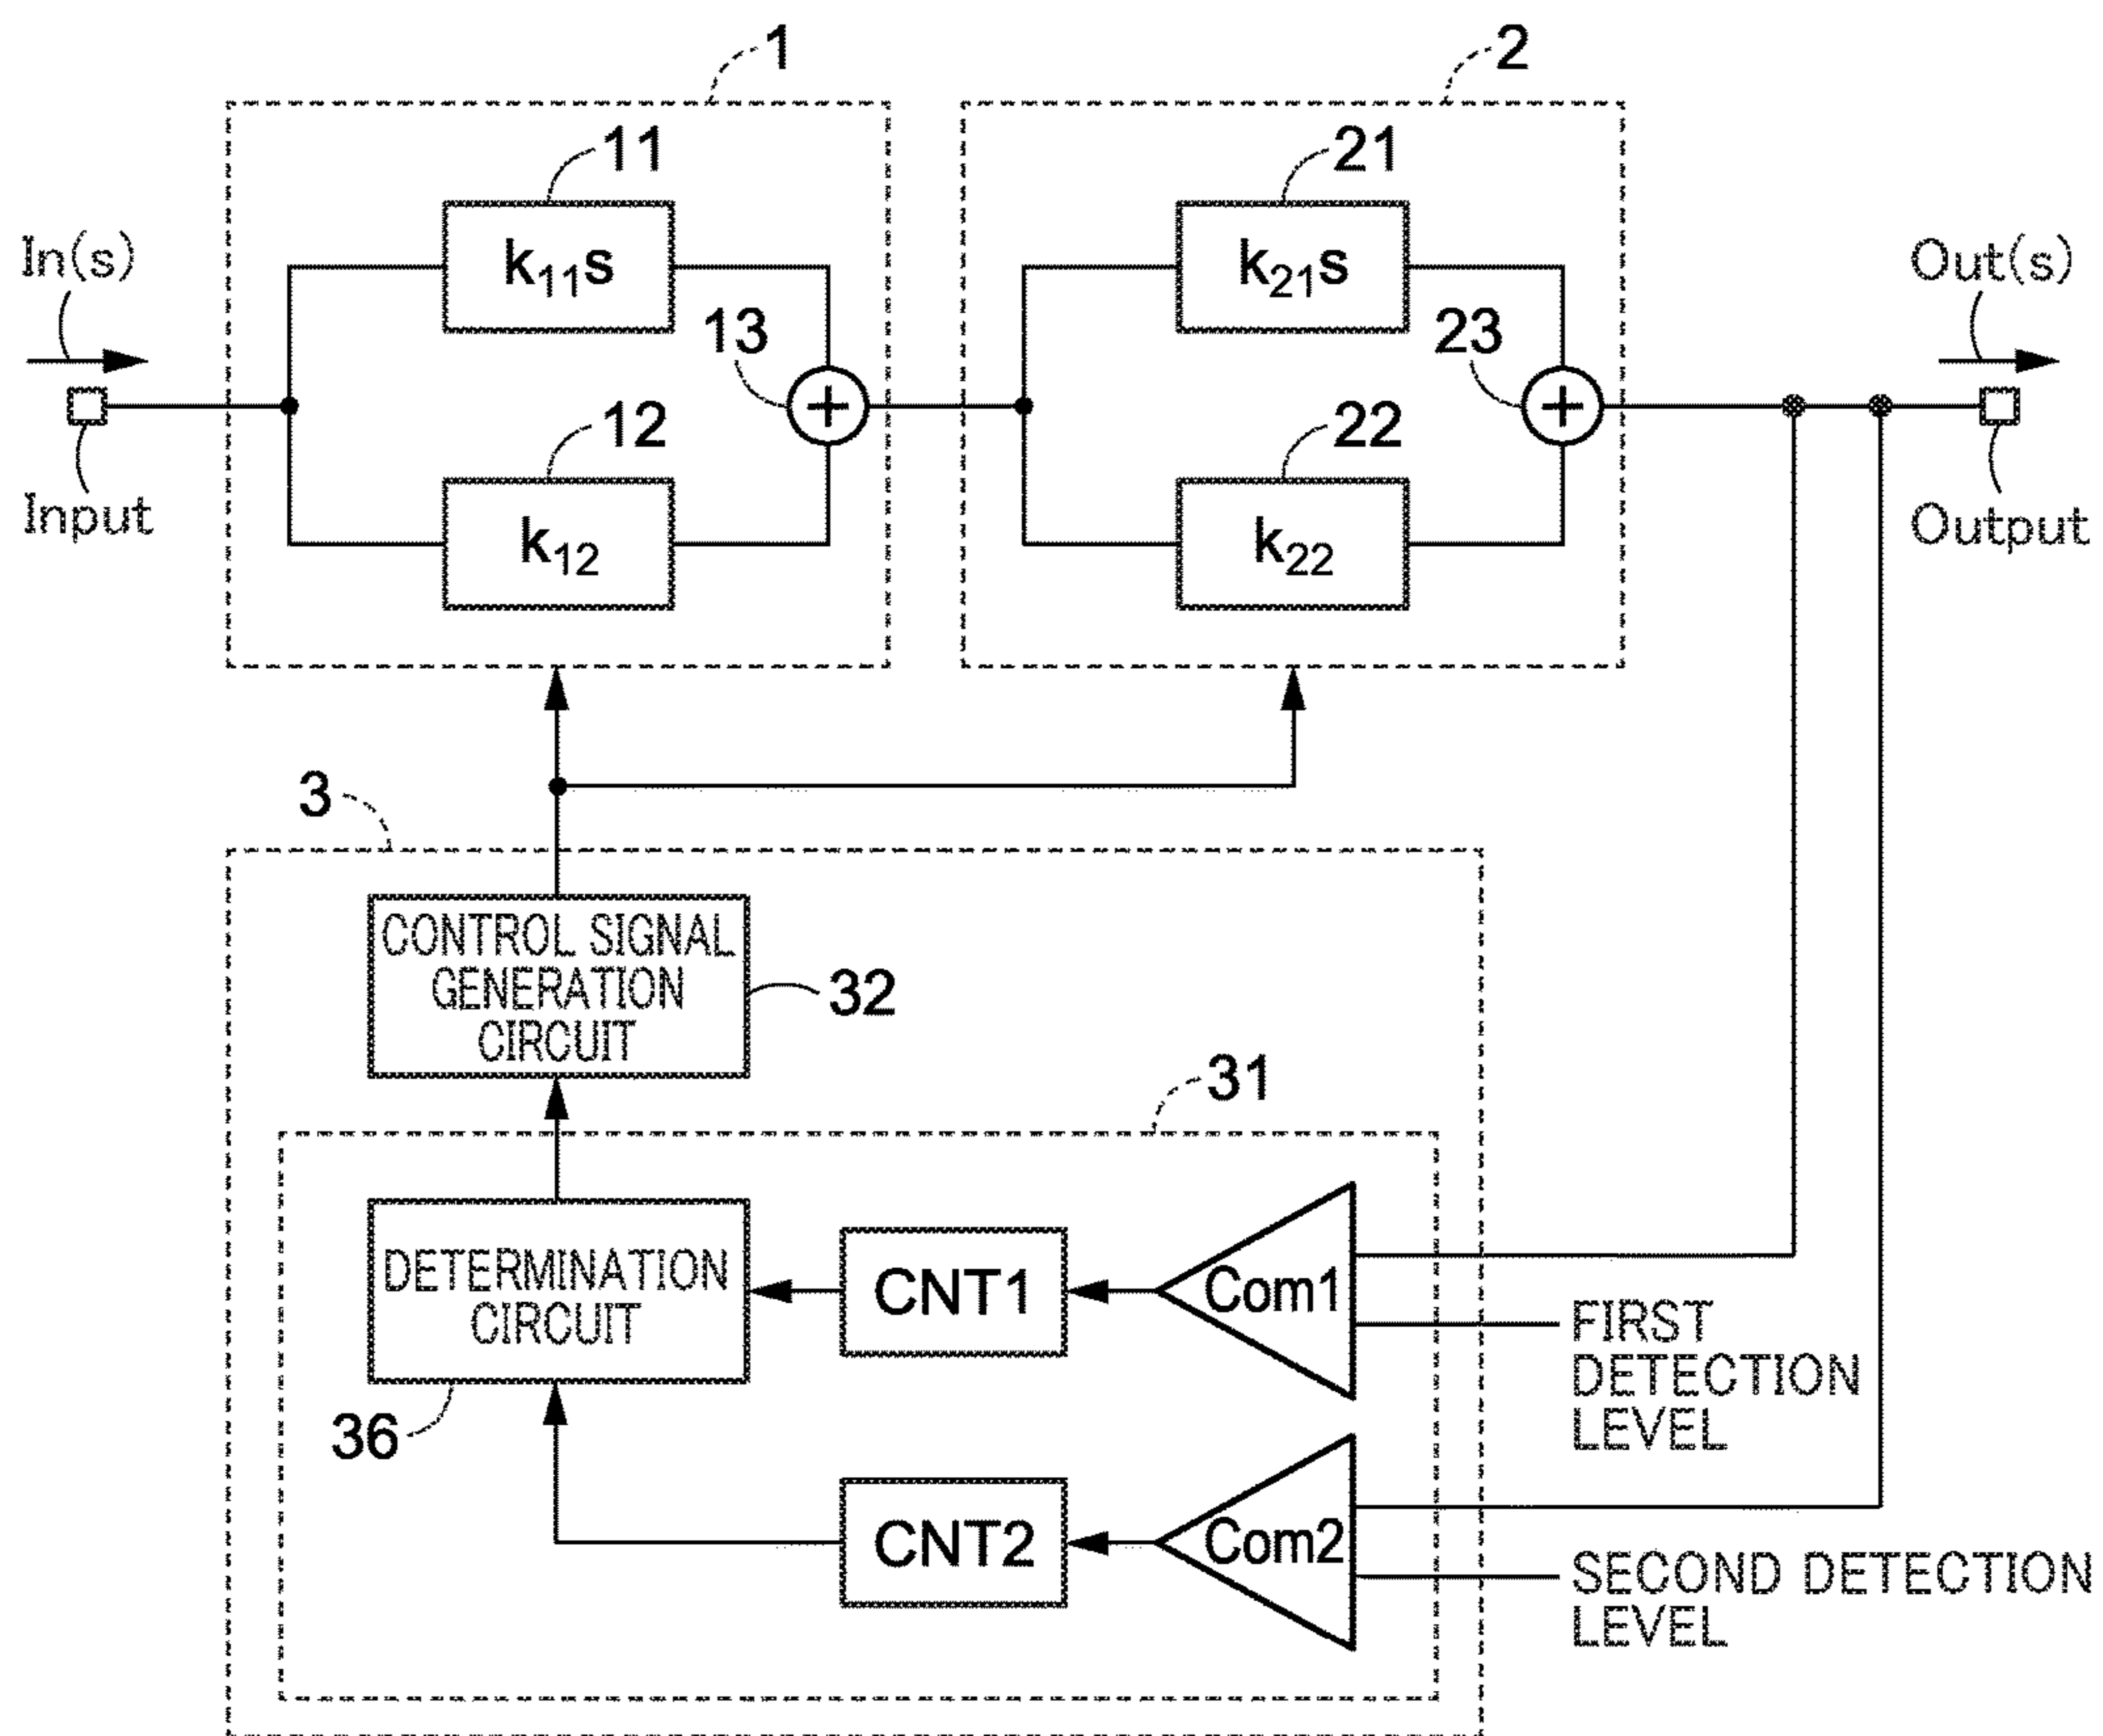 1
2
11
21
In(s)
k₁₁s
k₂₁s
Out(s)
13
23
12
22
Input
k₁₂
k₂₂
Output
3
CONTROL SIGNAL
GENERATION
CIRCUIT
32
31
DETERMINATION
CIRCUIT
CNT1
Com1
FIRST
DETECTION
LEVEL
36
CNT2
Com2
SECOND DETECTION
LEVEL